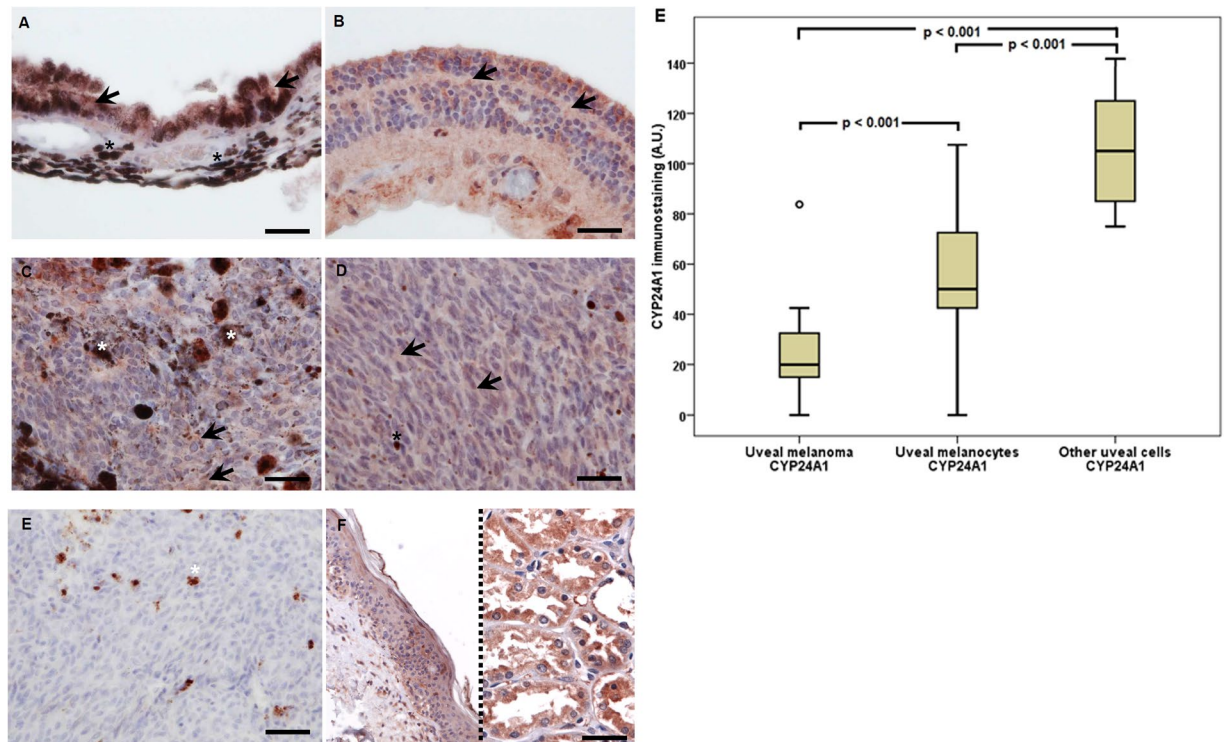 A
B
C
D
E
F
E
p < 0.001
p < 0.001
p < 0.001
CYP24A1 immunostaining (A.U.)
140
120
100
80
60
40
20
0
Uveal melanoma
CYP24A1
Uveal melanocytes
CYP24A1
Other uveal cells
CYP24A1